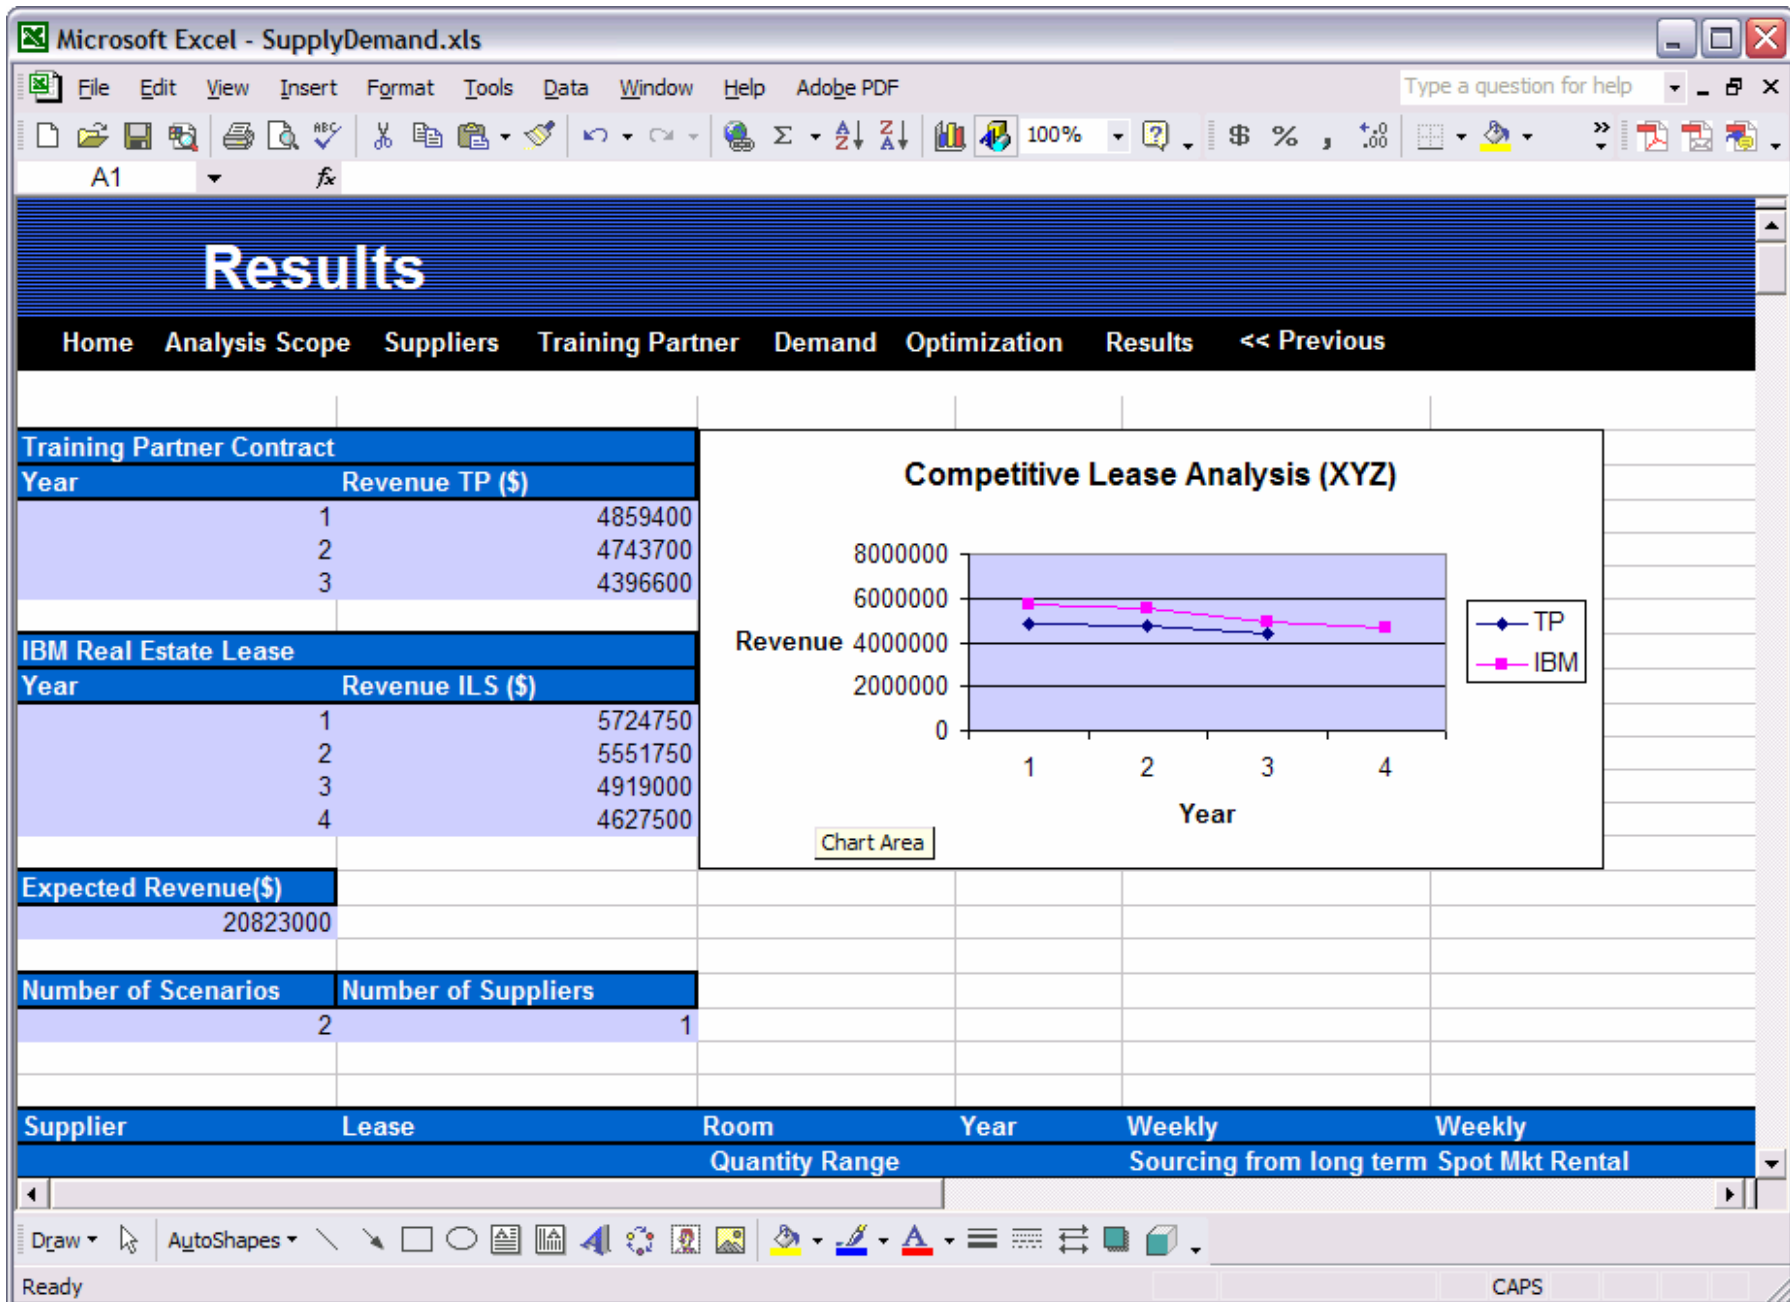 Microsoft Excel - SupplyDemand.xls
File Edit View Insert Format Tools Data Window Help Adobe PDF Type a question for help
ABC Σ A Z Z A 100% ? $ % , .00
A1 fx
Results
Home Analysis Scope Suppliers Training Partner Demand Optimization Results << Previous
Training Partner Contract
Year Revenue TP ($)
1 4859400
2 4743700
3 4396600
IBM Real Estate Lease
Year Revenue ILS ($)
1 5724750
2 5551750
3 4919000
4 4627500
Expected Revenue($)
20823000
Number of Scenarios Number of Suppliers
2 1
Competitive Lease Analysis (XYZ)
8000000
6000000
Revenue 4000000
2000000
0
1 2 3 4
Year
TP
IBM
Chart Area
Supplier Lease Room Year Weekly Weekly
Quantity Range Sourcing from long term Spot Mkt Rental
Draw AutoShapes A A
Ready CAPS